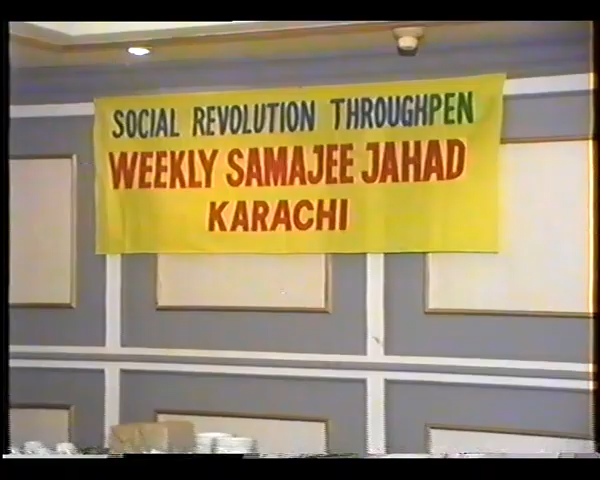 SOCIAL REVOLUTION THROUGHPEN
WEEKLY SAMAJEE JAHAD
KARACHI